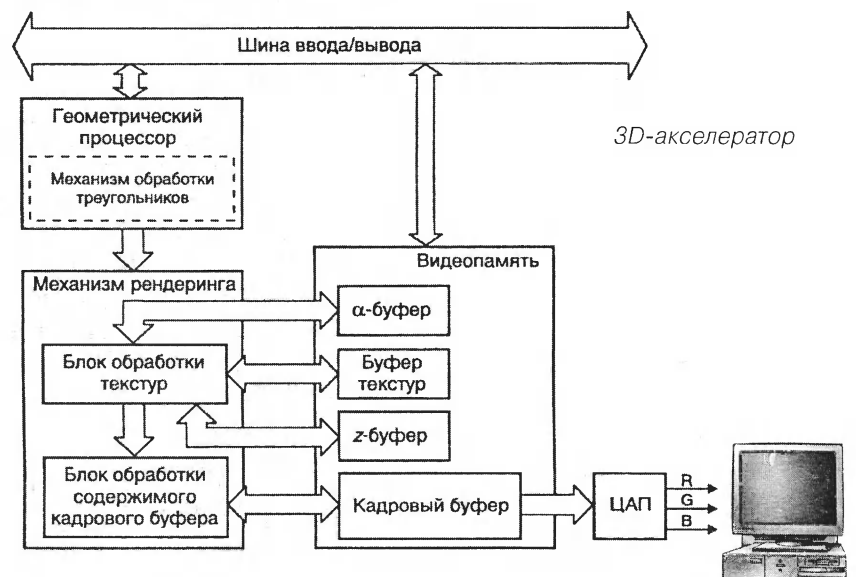 Шина ввода/вывода
Геометрический
процессор
Механизм обработки
треугольников
3D-акселератор
Видеопамять
Механизм рендеринга
α-буфер
Блок обработки
текстур
Буфер
текстур
z-буфер
Блок обработки
содержимого
кадрового буфера
Кадровый буфер
ЦАП
R
G
B